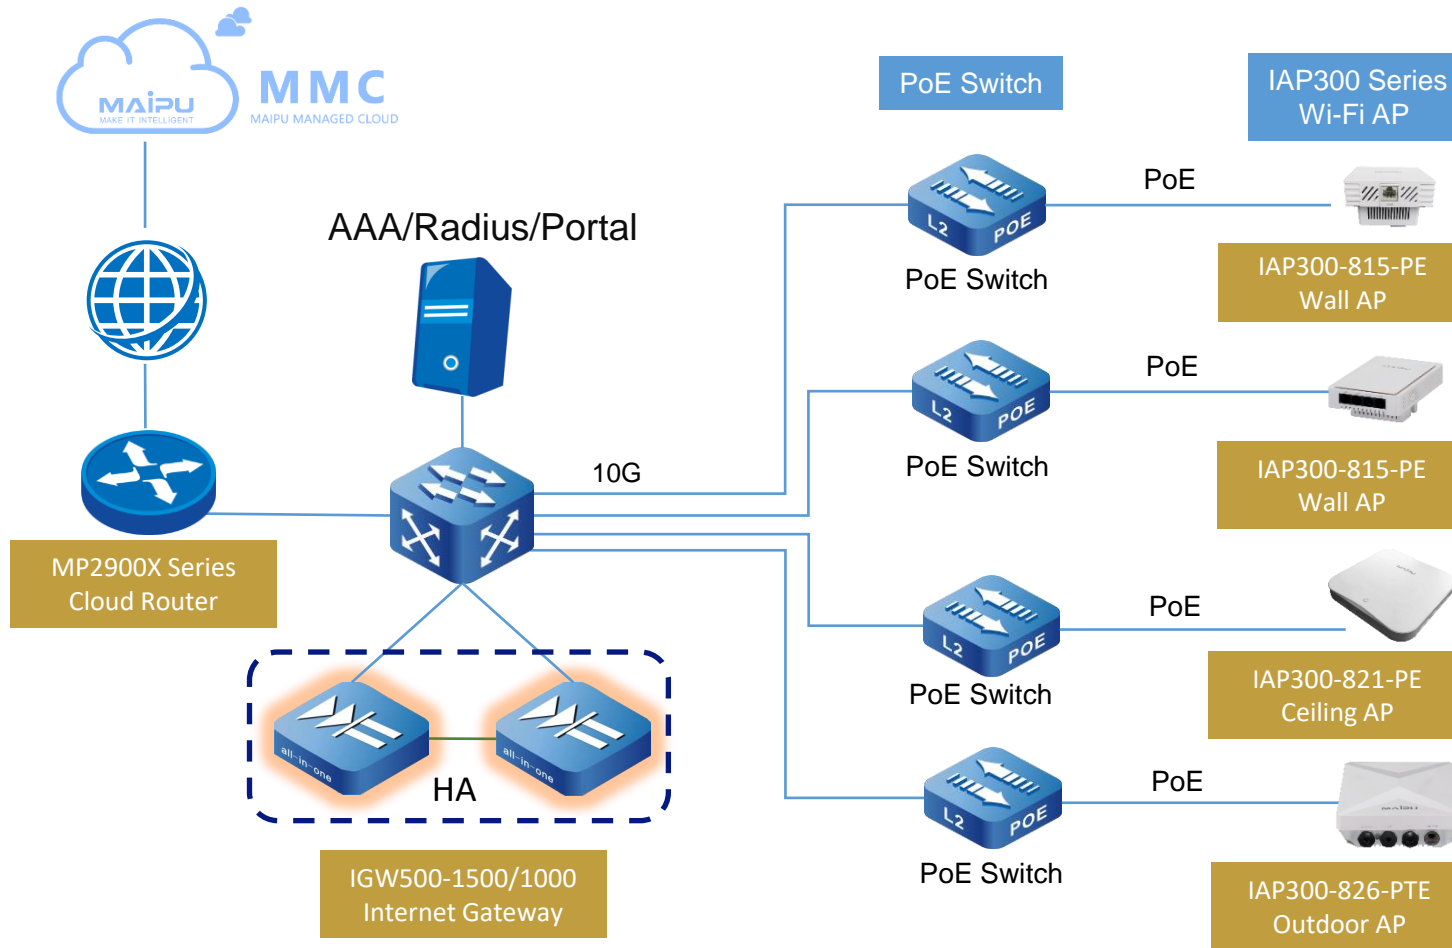 MAIPU
MAKE IT INTELLIGENT
MMC
MAIPU MANAGED CLOUD
PoE Switch
IAP300 Series
Wi-Fi AP
AAA/Radius/Portal
L2
POE
PoE Switch
PoE
IAP300-815-PE
Wall AP
L2
POE
PoE Switch
PoE
IAP300-815-PE
Wall AP
10G
MP2900X Series
Cloud Router
L2
POE
PoE Switch
PoE
IAP300-821-PE
Ceiling AP
all-in-one
all-in-one
HA
IGW500-1500/1000
Internet Gateway
L2
POE
PoE Switch
PoE
MAIPU
IAP300-826-PTE
Outdoor AP